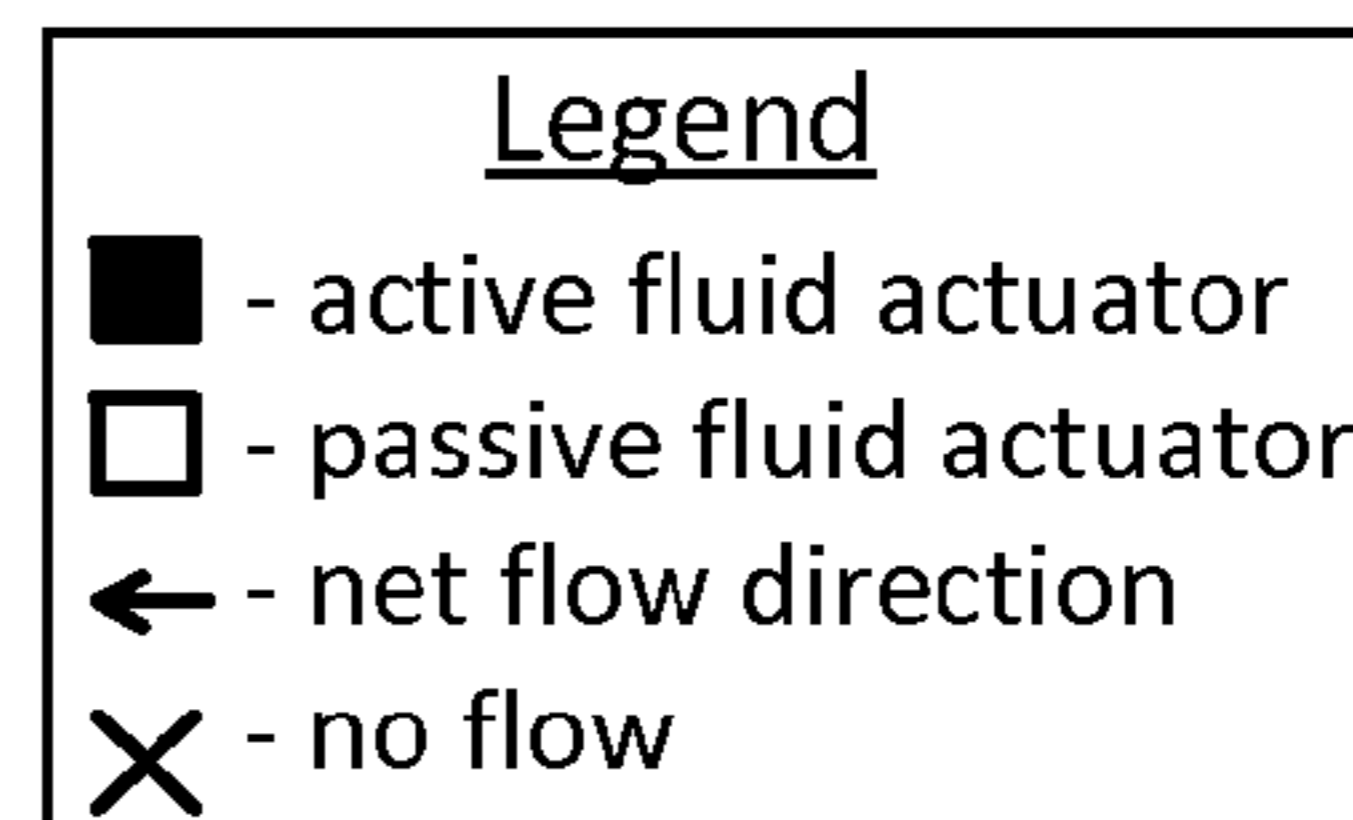 Legend
- active fluid actuator
- passive fluid actuator
- net flow direction
- no flow